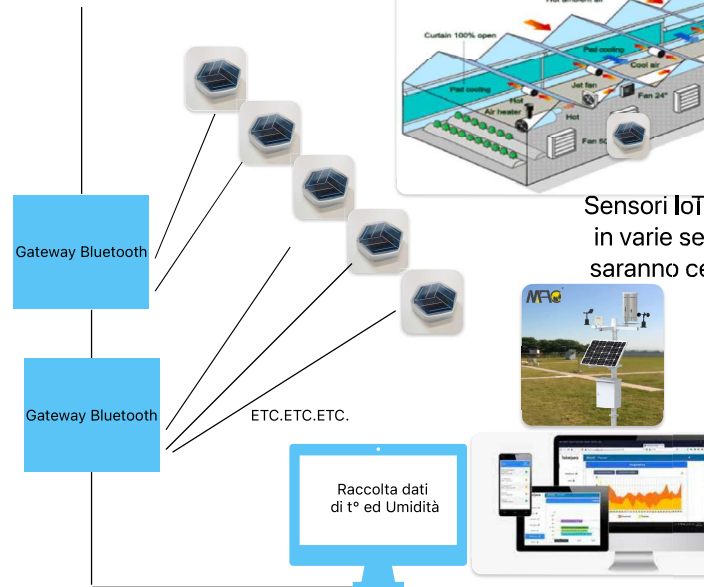 Curtain 100% open
Pad cooling
Pad cooling
Cool air
Jet fan
Fan 24"
Hot
Air heater
Hot
Sensori IoT
in varie se
saranno ce
Gateway Bluetooth
Gateway Bluetooth
ETC.ETC.ETC.
Raccolta dati
di t° ed Umidità